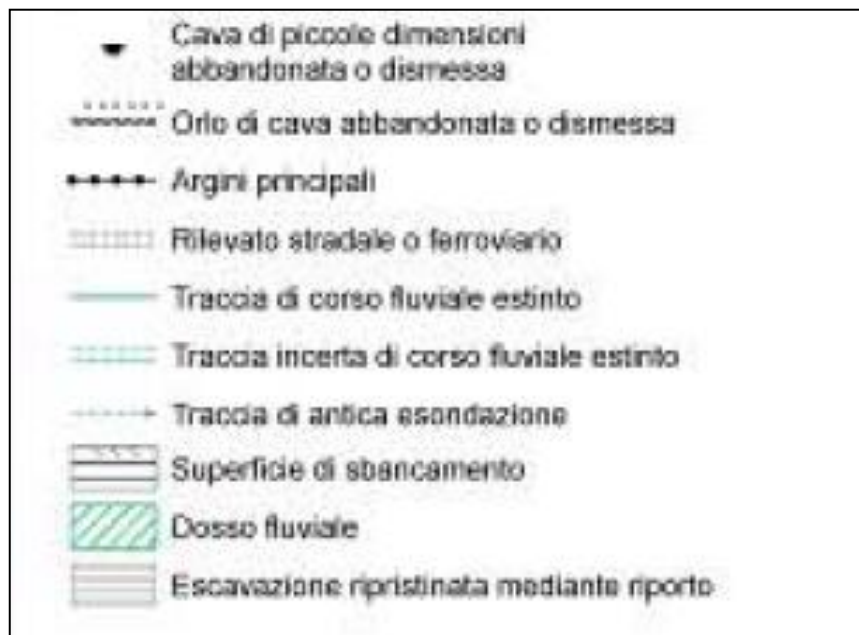 Cava di piccole dimensioni
abbandonata o dismessa
Orlo di cava abbandonata o dismessa
Argini principali
Rilevato stradale o ferroviario
Traccia di corso fluviale estinto
Traccia incerta di corso fluviale estinto
Traccia di antica esondazione
Superficie di sbancamento
Dosso fluviale
Escavazione ripristinata mediante riporto